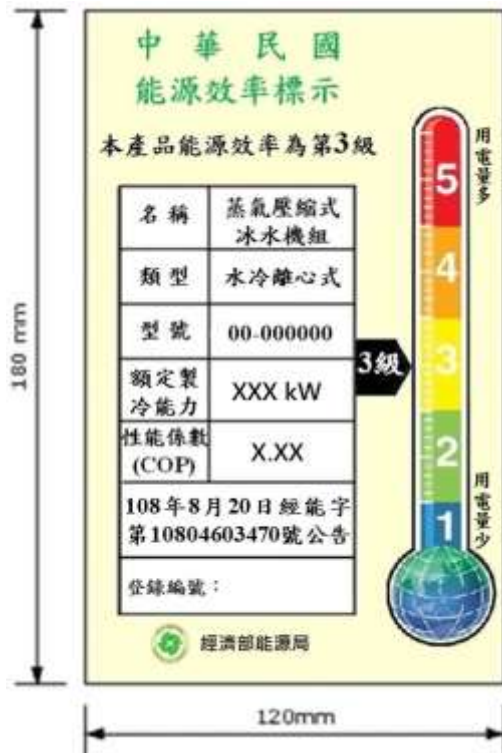 中華民國
能源效率標示
本產品能源效率為第3級
名稱
蒸氣壓縮式
冰水機組
類型
水冷離心式
型號
00-000000
額定製
冷能力
XXX kW
性能係數
(COP)
X.XX
108年8月20日經能字
第10804603470號公告
登錄編號：
經濟部能源局
3級
用電量多
5
4
3
2
1
用電量少
180 mm
120mm